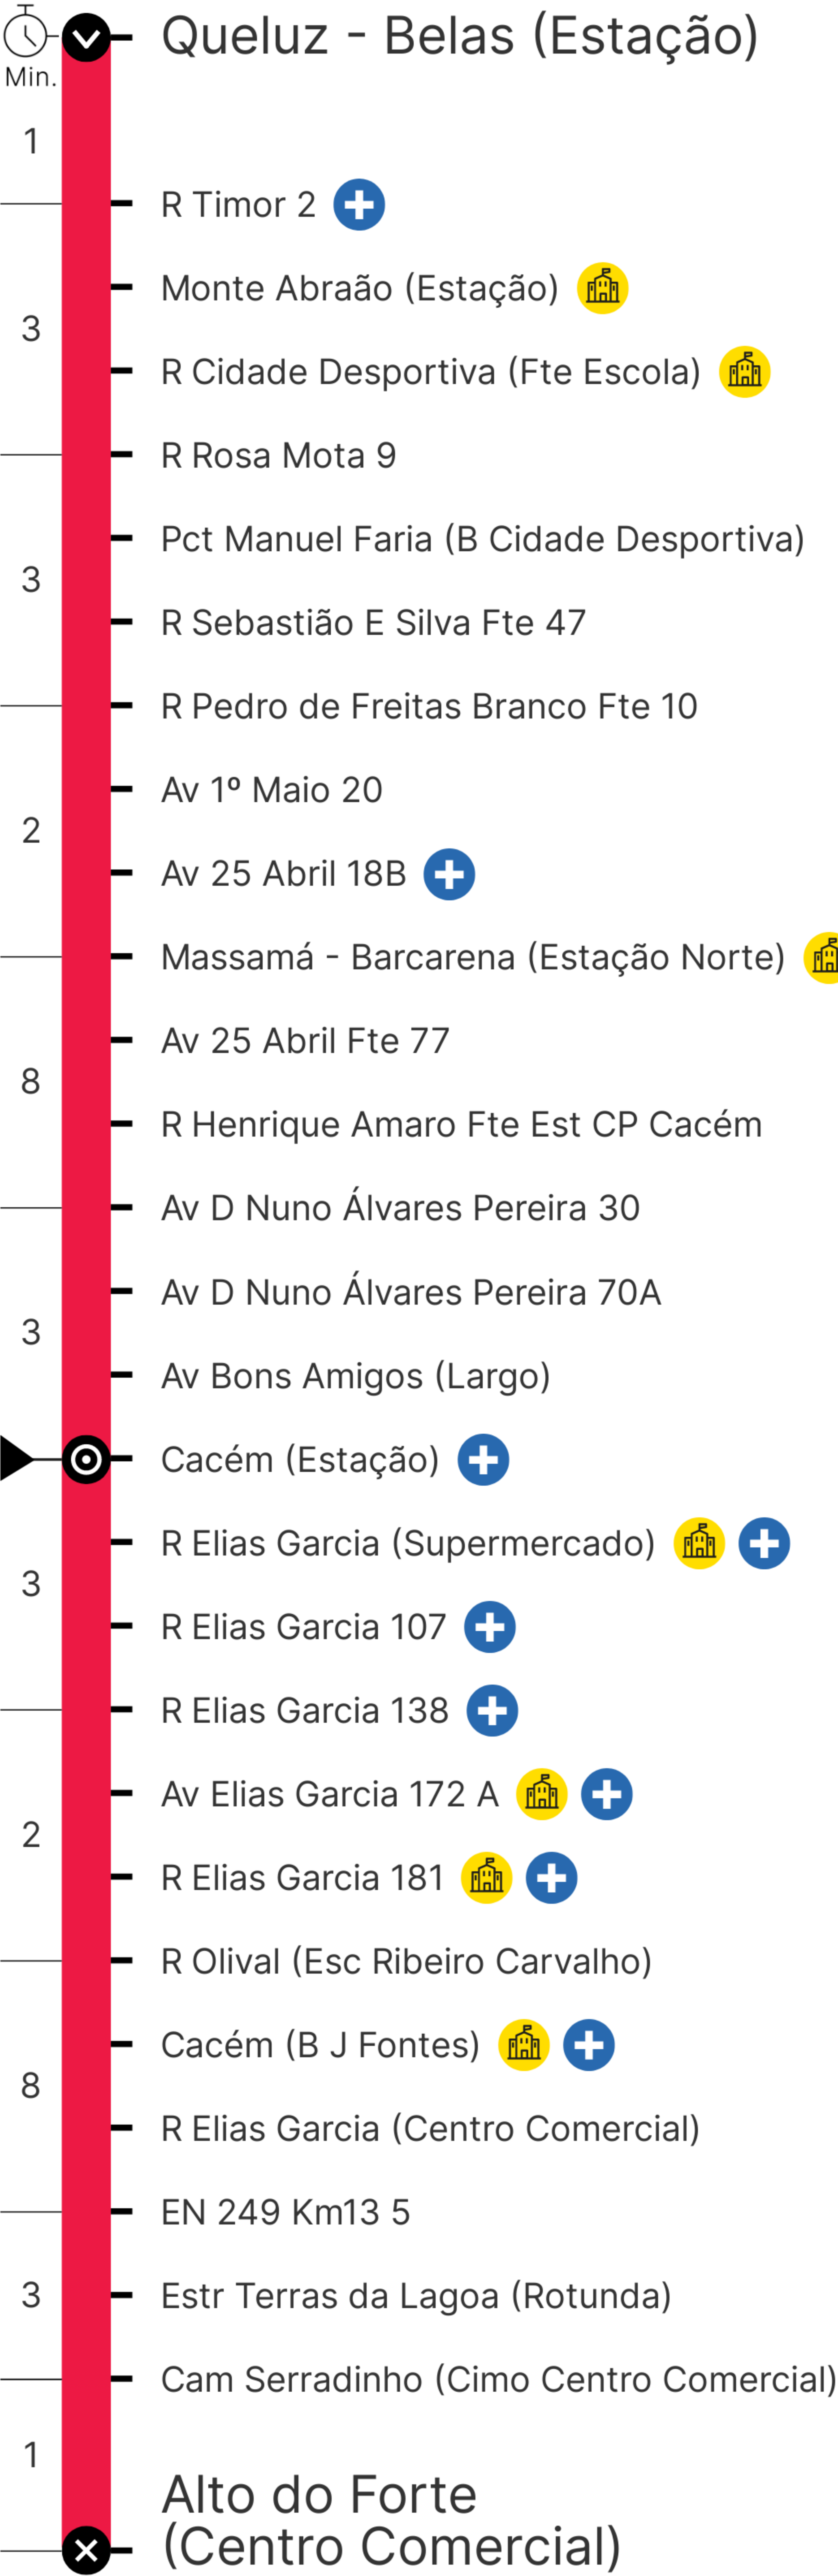 Queluz - Belas (Estação)
Min.
1
R Timor 2
Monte Abraão (Estação)
3
R Cidade Desportiva (Fte Escola)
R Rosa Mota 9
Pct Manuel Faria (B Cidade Desportiva)
3
R Sebastião E Silva Fte 47
R Pedro de Freitas Branco Fte 10
Av 1º Maio 20
2
Av 25 Abril 18B
Massamá - Barcarena (Estação Norte)
Av 25 Abril Fte 77
8
R Henrique Amaro Fte Est CP Cacém
Av D Nuno Álvares Pereira 30
Av D Nuno Álvares Pereira 70A
3
Av Bons Amigos (Largo)
Cacém (Estação)
R Elias Garcia (Supermercado)
3
R Elias Garcia 107
R Elias Garcia 138
Av Elias Garcia 172 A
2
R Elias Garcia 181
R Olival (Esc Ribeiro Carvalho)
Cacém (B J Fontes)
8
R Elias Garcia (Centro Comercial)
EN 249 Km13 5
3
Estr Terras da Lagoa (Rotunda)
Cam Serradinho (Cimo Centro Comercial)
1
Alto do Forte
(Centro Comercial)